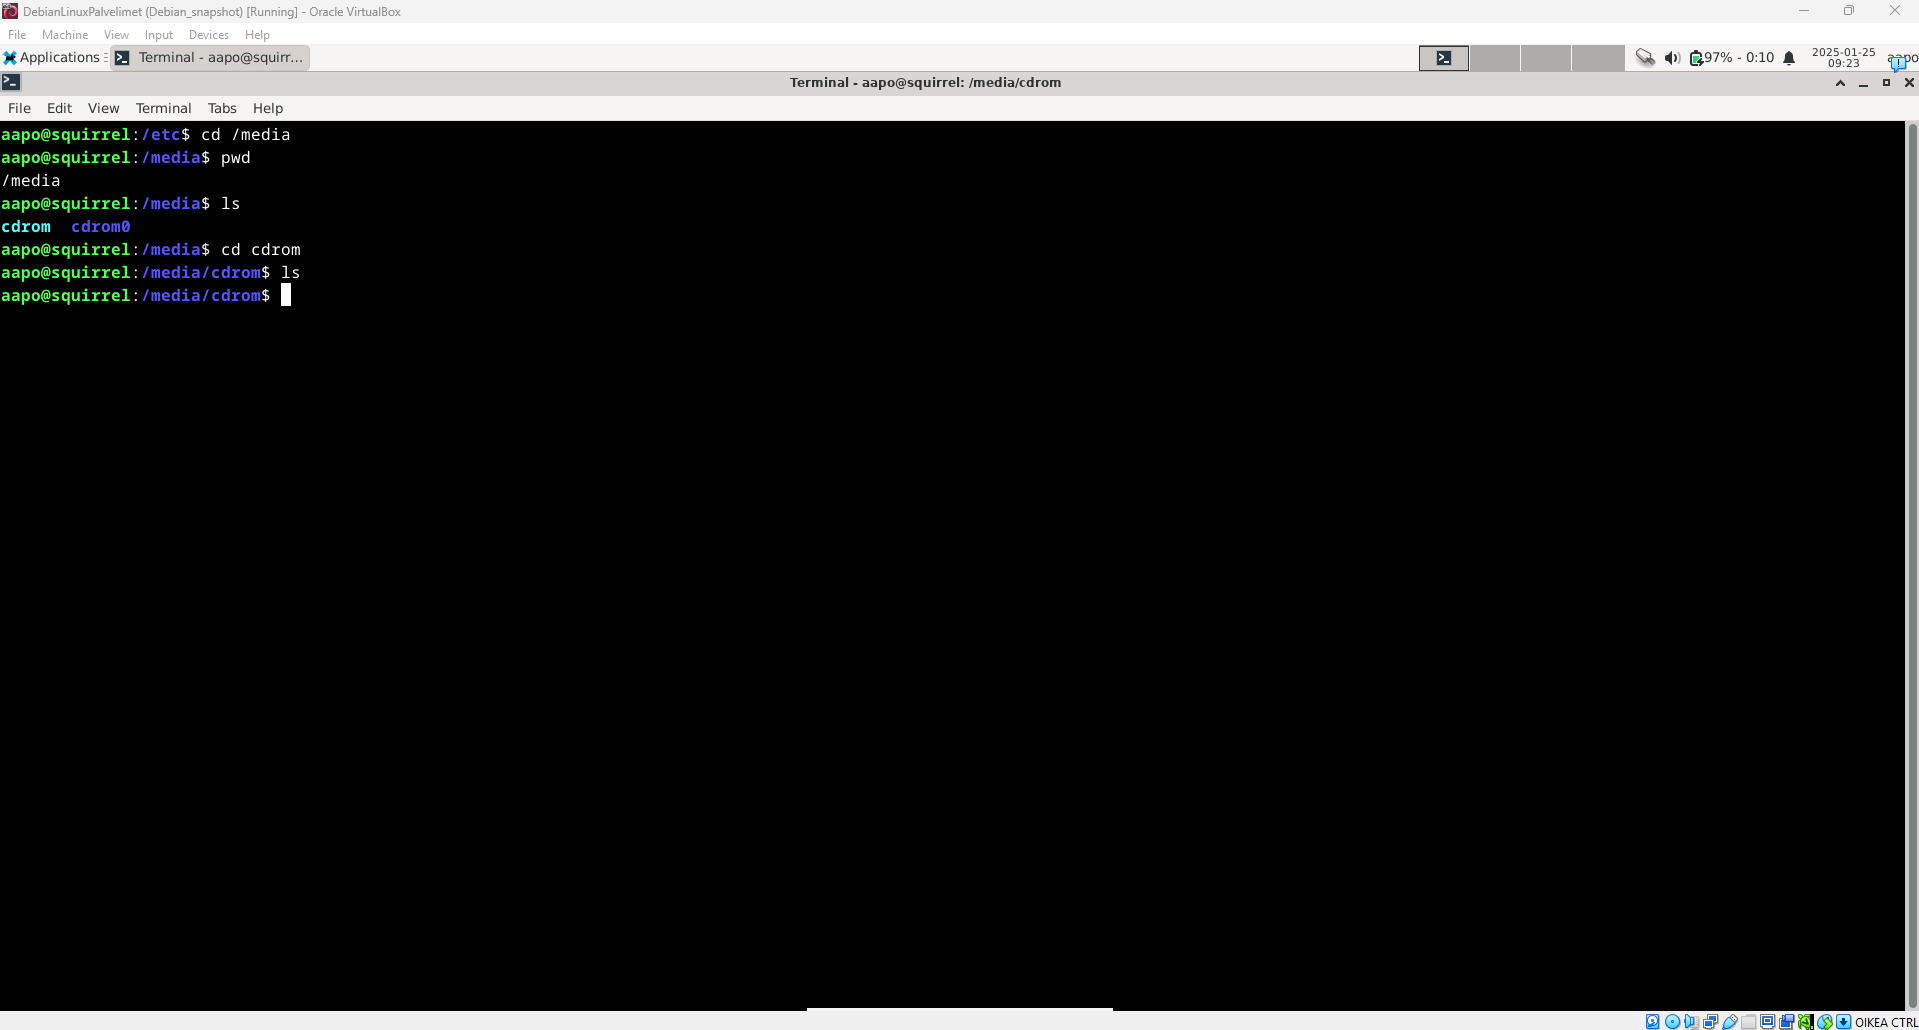 DebianLinuxPalvelimet (Debian_snapshot) [Running] - Oracle VirtualBox
File Machine View Input Devices Help
Applications Terminal - aapo@squirr... 97% - 0:10 2025-01-25 09:23 aapo
Terminal - aapo@squirrel: /media/cdrom
File Edit View Terminal Tabs Help
aapo@squirrel:/etc$ cd /media
aapo@squirrel:/media$ pwd
/media
aapo@squirrel:/media$ ls
cdrom  cdrom0
aapo@squirrel:/media$ cd cdrom
aapo@squirrel:/media/cdrom$ ls
aapo@squirrel:/media/cdrom$
OIKEA CTRL